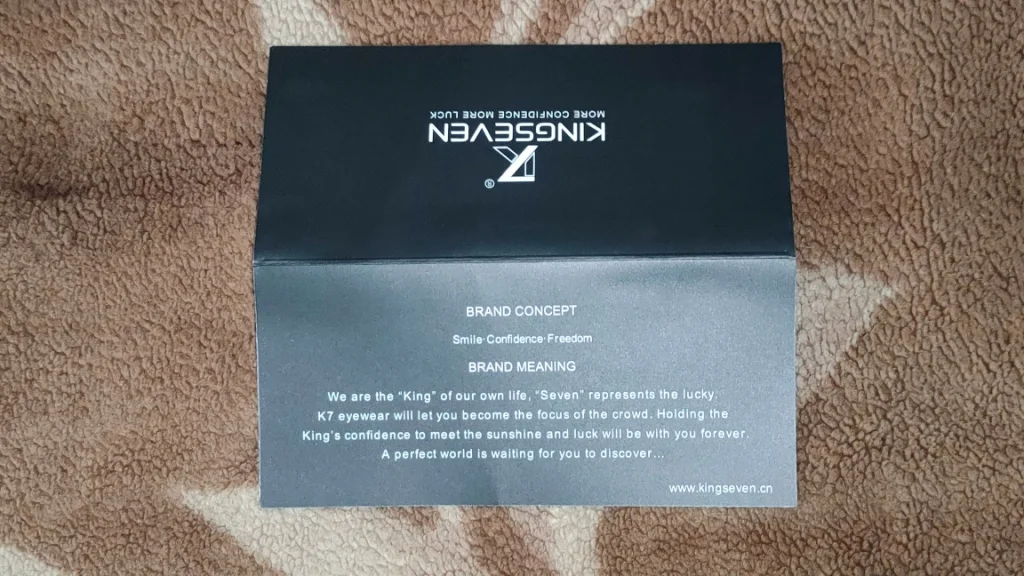 MORE CONFIDENCE MORE LUCK
KINGSEVEN
®
BRAND CONCEPT
Smile·Confidence·Freedom
BRAND MEANING
We are the “King” of our own life, “Seven” represents the lucky,
K7 eyewear will let you become the focus of the crowd. Holding the
King's confidence to meet the sunshine and luck will be with you forever.
A perfect world is waiting for you to discover...
www.kingseven.cn